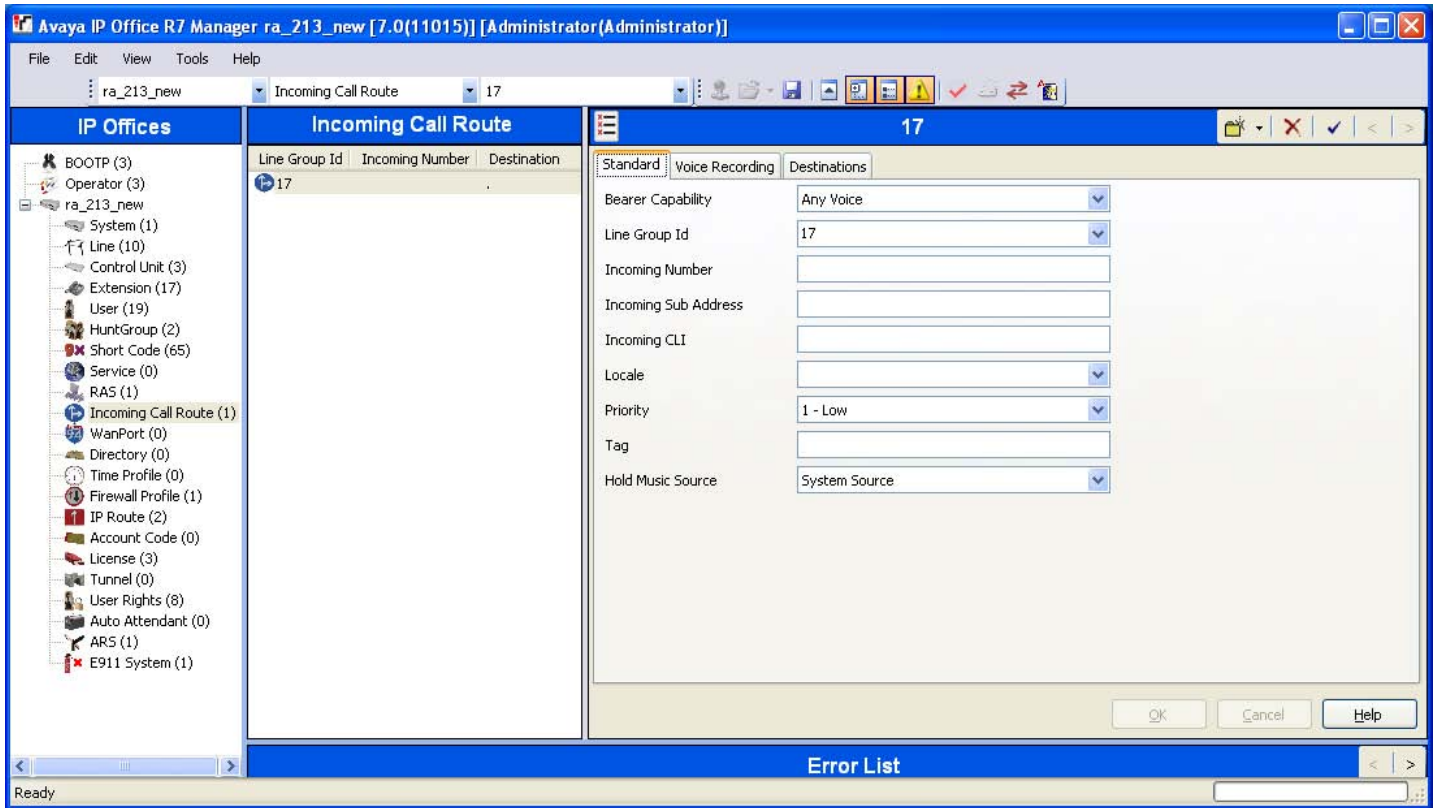 Avaya IP Office R7 Manager ra_213_new [7.0(11015)] [Administrator(Administrator)]
File Edit View Tools Help
ra_213_new Incoming Call Route 17
IP Offices
BOOTP (3)
Operator (3)
ra_213_new
System (1)
Line (10)
Control Unit (3)
Extension (17)
User (19)
HuntGroup (2)
Short Code (65)
Service (0)
RAS (1)
Incoming Call Route (1)
WanPort (0)
Directory (0)
Time Profile (0)
Firewall Profile (1)
IP Route (2)
Account Code (0)
License (3)
Tunnel (0)
User Rights (8)
Auto Attendant (0)
ARS (1)
E911 System (1)
Incoming Call Route
Line Group Id Incoming Number Destination
17 .
17
Standard Voice Recording Destinations
Bearer Capability Any Voice
Line Group Id 17
Incoming Number
Incoming Sub Address
Incoming CLI
Locale
Priority 1 - Low
Tag
Hold Music Source System Source
OK Cancel Help
Error List
Ready